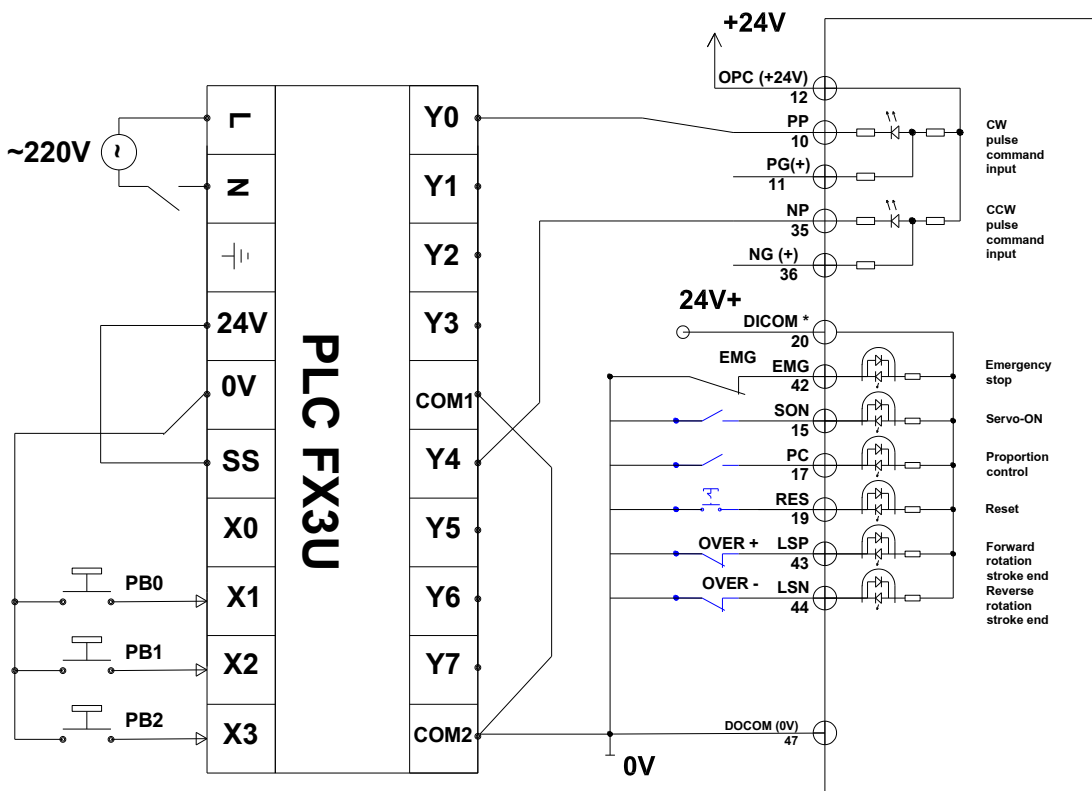 ~220V
~
L
N
24V
0V
SS
X0
X1
X2
X3
PB0
PB1
PB2
PLC FX3U
Y0
Y1
Y2
Y3
COM1
Y4
Y5
Y6
Y7
COM2
+24V
OPC (+24V)
12
PP
10
PG(+)
11
NP
35
NG (+)
36
24V+
DICOM *
20
EMG
EMG
42
SON
15
PC
17
RES
19
OVER +
LSP
43
OVER -
LSN
44
DOCOM (0V)
47
0V
CW
pulse
command
input
CCW
pulse
command
input
Emergency
stop
Servo-ON
Proportion
control
Reset
Forward
rotation
stroke end
Reverse
rotation
stroke end